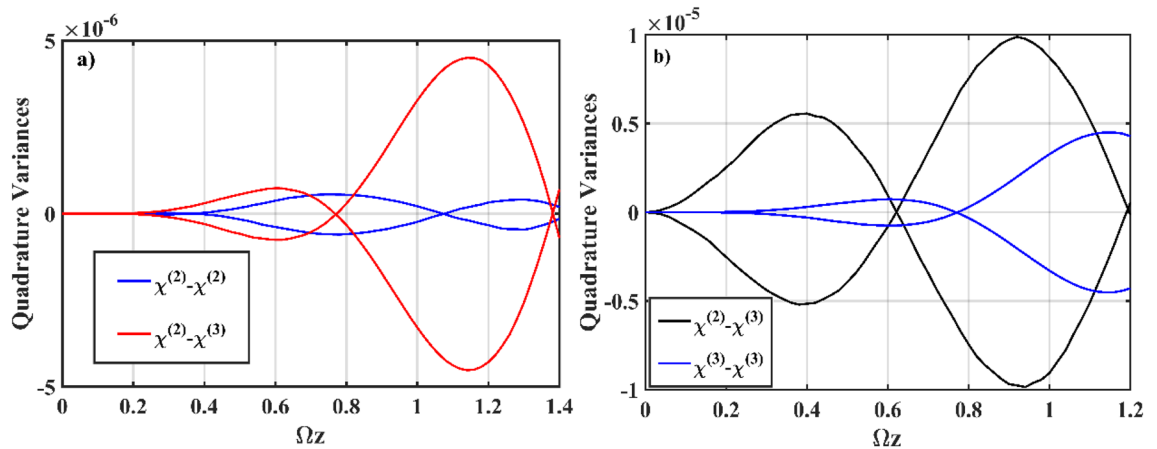 ×10⁻⁶
a)
5
0
-5
Quadrature Variances
χ⁽²⁾-χ⁽²⁾
χ⁽²⁾-χ⁽³⁾
0 0.2 0.4 0.6 0.8 1.0 1.2 1.4
Ωz
×10⁻⁵
b)
1
0.5
0
-0.5
-1
Quadrature Variances
χ⁽²⁾-χ⁽³⁾
χ⁽³⁾-χ⁽³⁾
0 0.2 0.4 0.6 0.8 1 1.2
Ωz